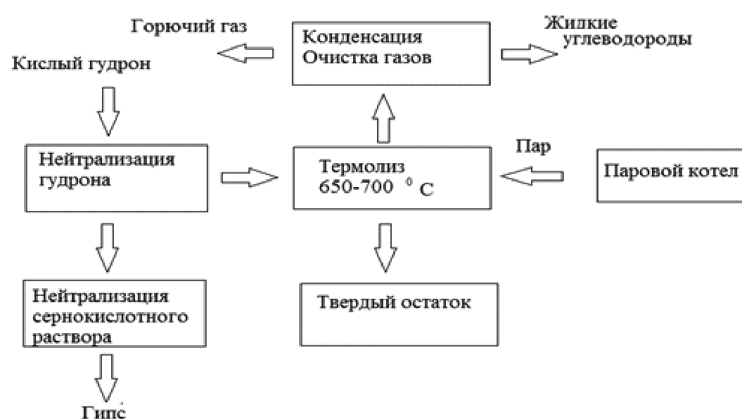 Горючий газ
Кислый гудрон
Конденсация
Очистка газов
Жидкие
углеводороды
Нейтрализация
гудрона
Термолиз
650-700 ⁰ С
Пар
Паровой котел
Нейтрализация
сернокислотного
раствора
Твердый остаток
Гипс